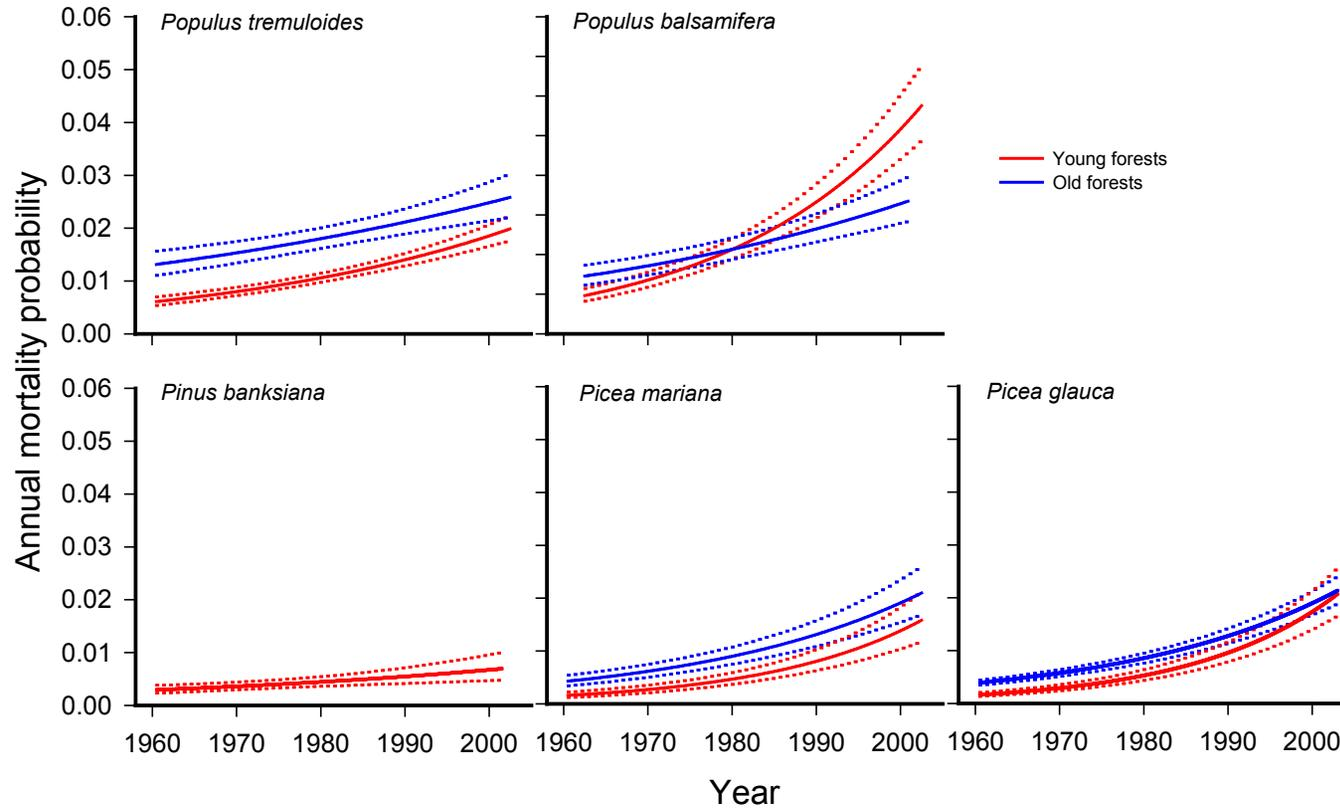 Annual mortality probability
Populus tremuloides
0.06
0.05
0.04
0.03
0.02
0.01
0.00
Populus balsamifera
Young forests
Old forests
Pinus banksiana
0.06
0.05
0.04
0.03
0.02
0.01
0.00
1960 1970 1980 1990 2000
Picea mariana
1960 1970 1980 1990 2000
Picea glauca
1960 1970 1980 1990 2000
Year